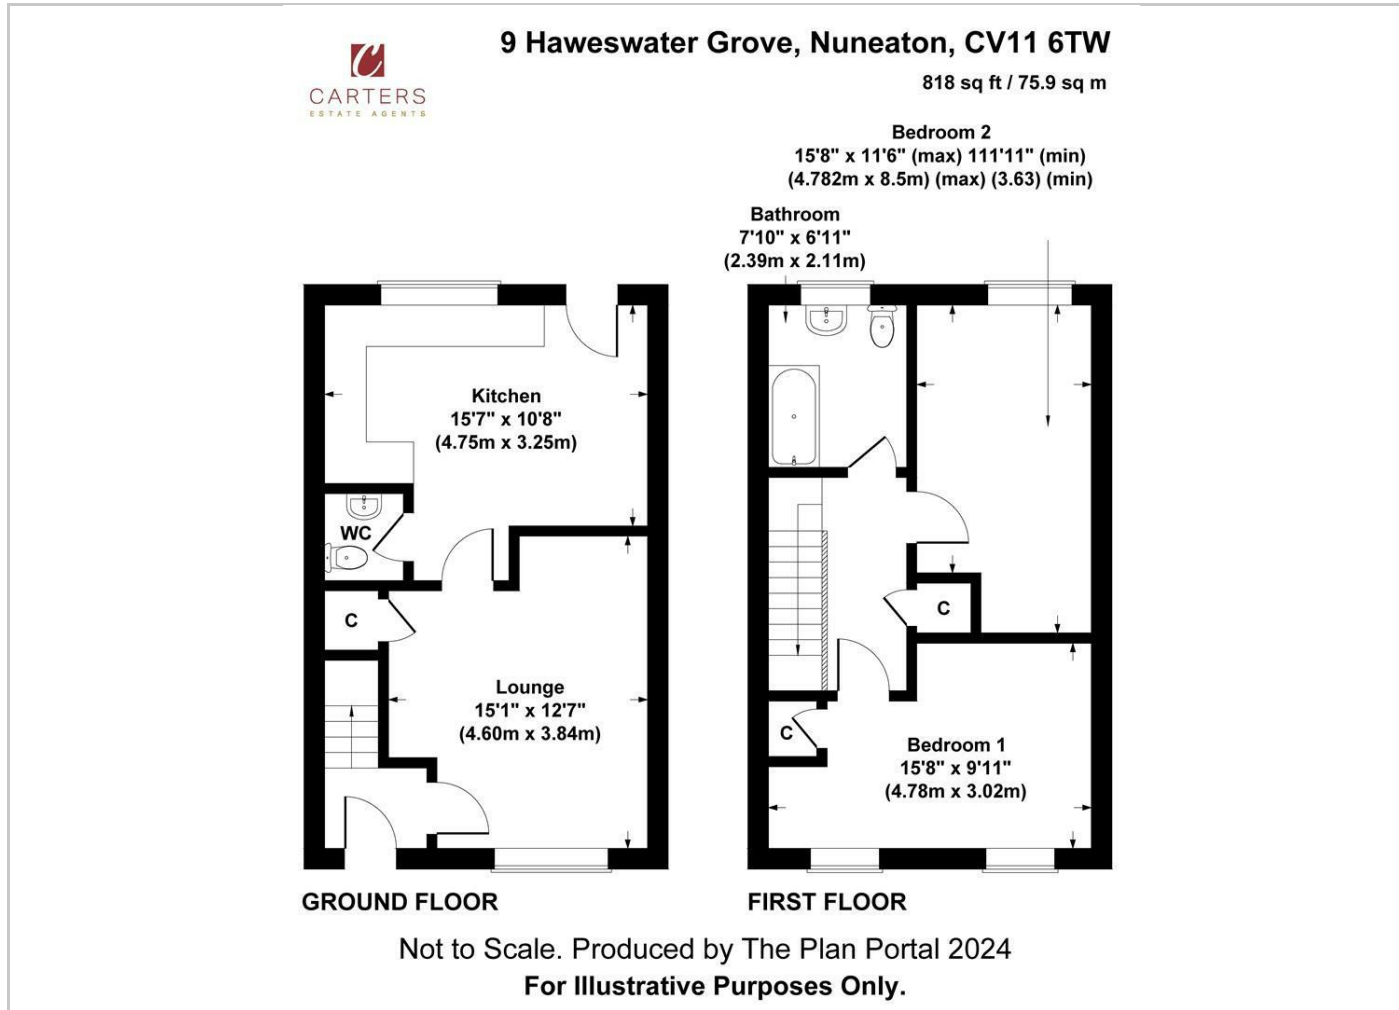 CARTERS
ESTATE AGENTS
9 Haweswater Grove, Nuneaton, CV11 6TW
818 sq ft / 75.9 sq m
Bedroom 2
15'8" x 11'6" (max) 111'11" (min)
(4.782m x 8.5m) (max) (3.63) (min)
Bathroom
7'10" x 6'11"
(2.39m x 2.11m)
Kitchen
15'7" x 10'8"
(4.75m x 3.25m)
WC
C
Lounge
15'1" x 12'7"
(4.60m x 3.84m)
C
C
Bedroom 1
15'8" x 9'11"
(4.78m x 3.02m)
GROUND FLOOR
FIRST FLOOR
Not to Scale. Produced by The Plan Portal 2024
For Illustrative Purposes Only.